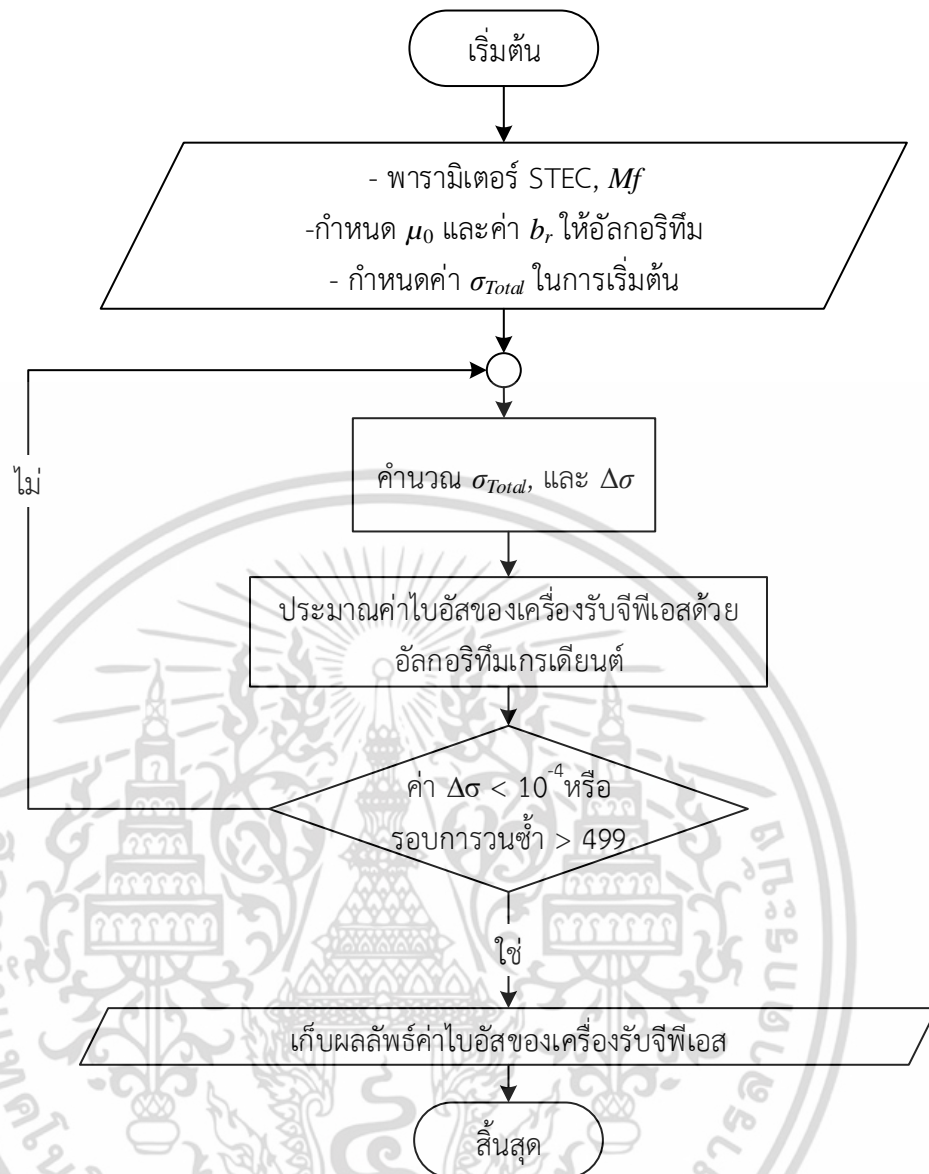 เริ่มต้น
- พารามิเตอร์ STEC, Mf
-กำหนด μ₀ และค่า bᵣ ให้อัลกอริทึม
- กำหนดค่า σ_Total ในการเริ่มต้น
คำนวณ σ_Total, และ Δσ
ไม่
ประมาณค่าไบอัสของเครื่องรับจีพีเอสด้วย
อัลกอริทึมเกรเดียนต์
ค่า Δσ < 10⁻⁴หรือ
รอบการวนซ้ำ > 499
ใช่
เก็บผลลัพธ์ค่าไบอัสของเครื่องรับจีพีเอส
สิ้นสุด